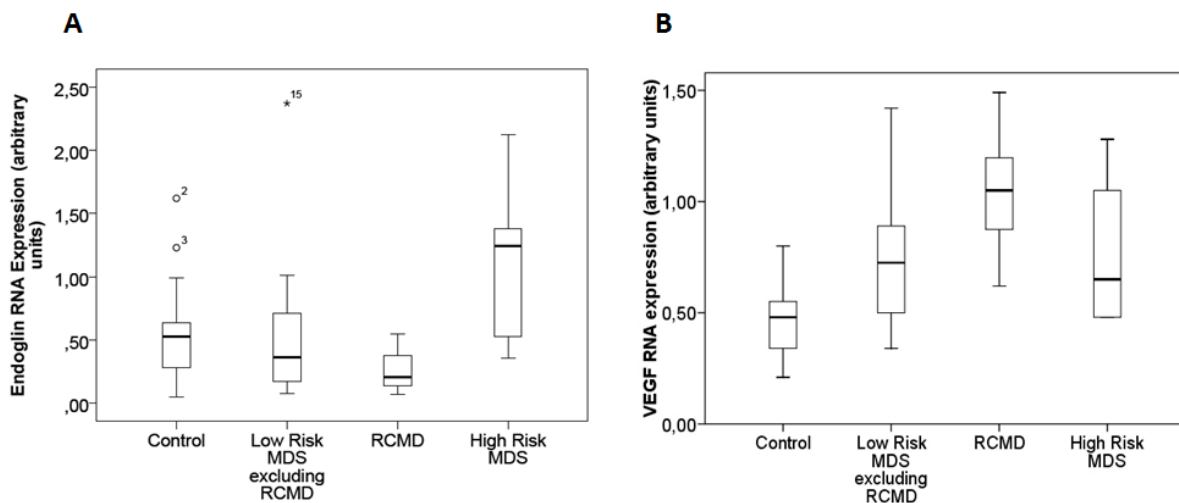 A
B
Endoglin RNA Expression (arbitrary
units)
2,50
2,00
1,50
1,00
,50
,00
2
3
*15
Control
Low Risk
MDS
excluding
RCMD
RCMD
High Risk
MDS
VEGF RNA expression (arbitrary units)
1,50
1,00
0,50
0,00
Control
Low Risk
MDS
excluding
RCMD
RCMD
High Risk
MDS